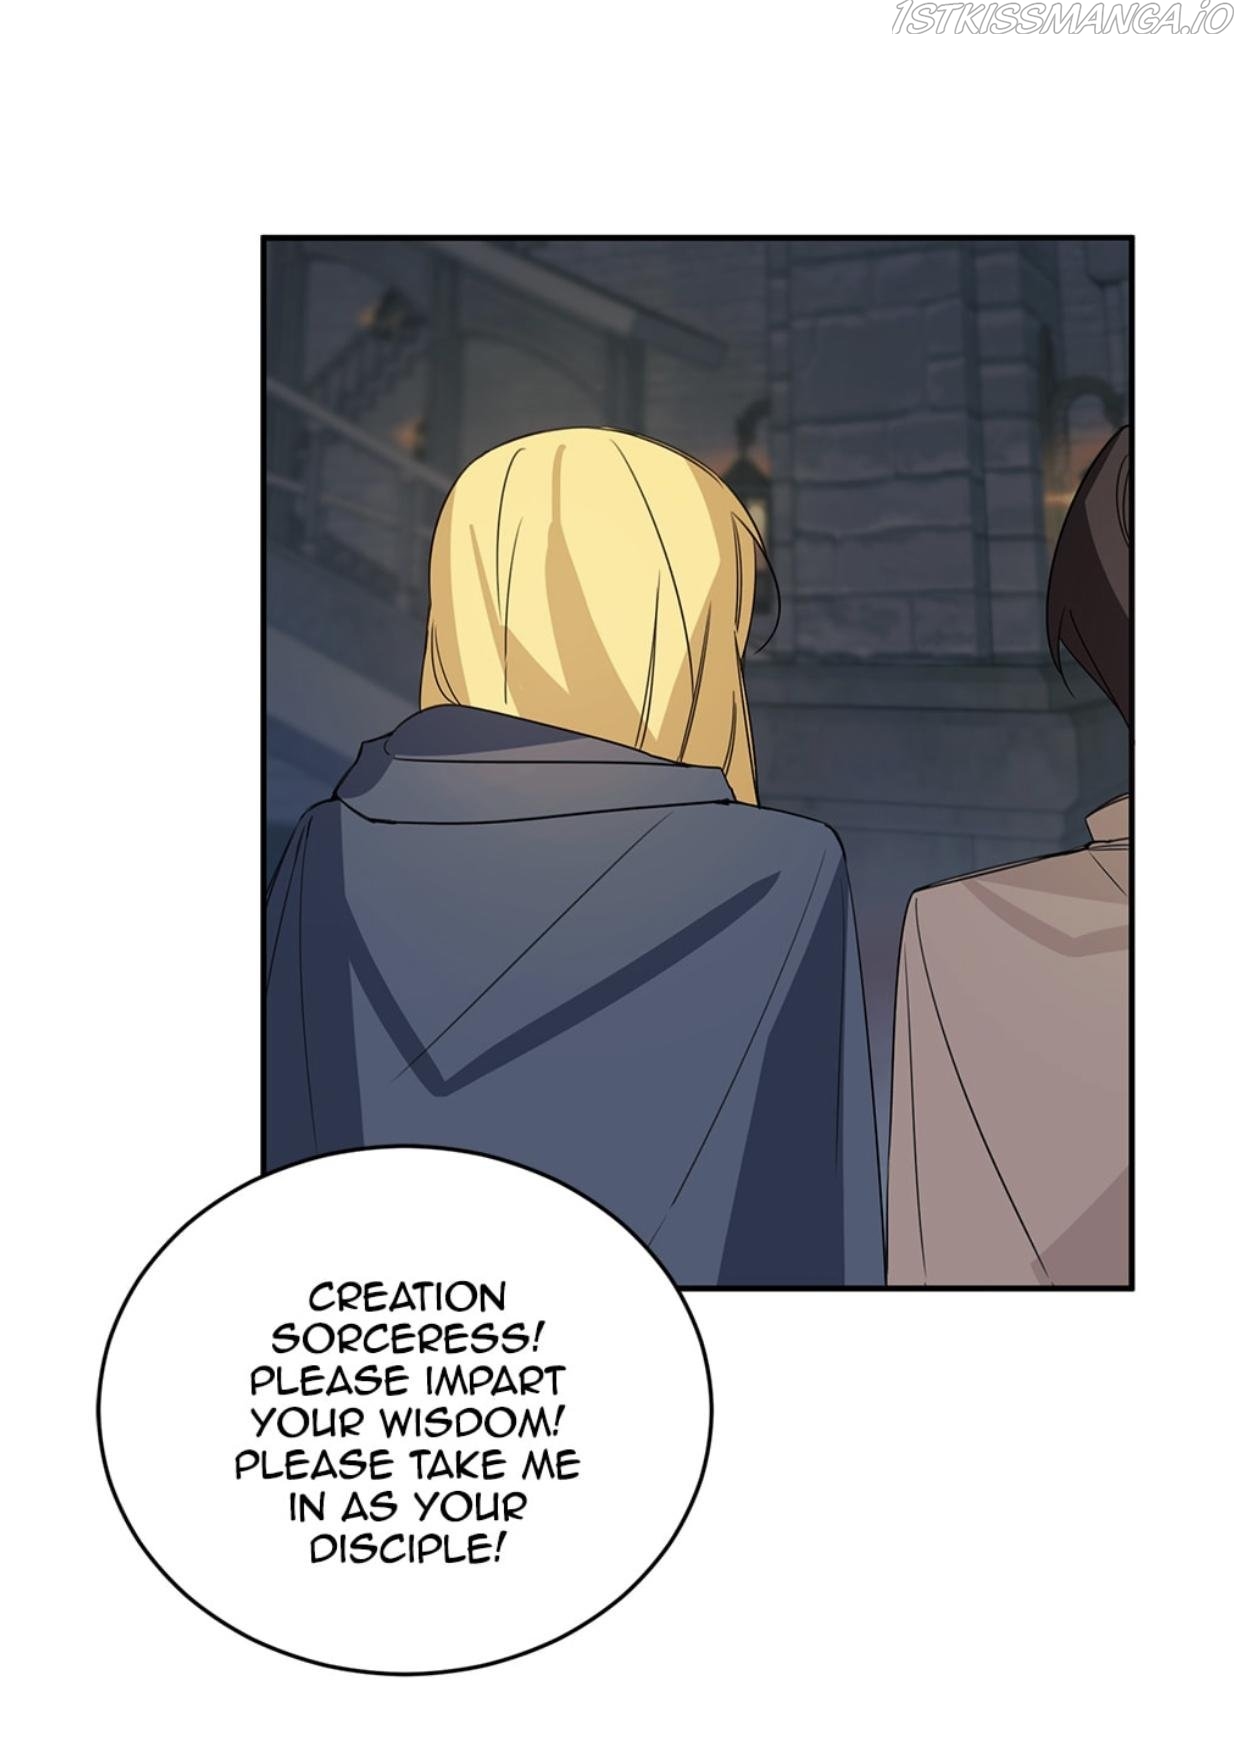 1STKISSMANGA.IO
CREATION
SORCERESS!
PLEASE IMPART
YOUR WISDOM!
PLEASE TAKE ME
IN AS YOUR
DISCIPLE!